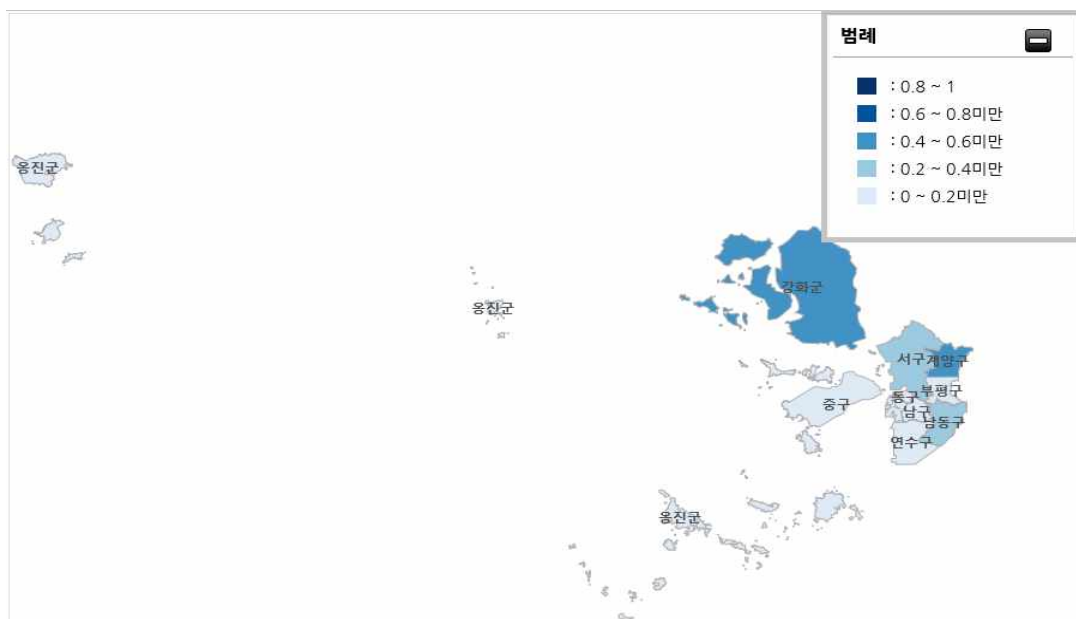 범례
: 0.8 ~ 1
: 0.6 ~ 0.8미만
: 0.4 ~ 0.6미만
: 0.2 ~ 0.4미만
: 0 ~ 0.2미만
옹진군
강화군
옹진군
서구
계양구
부평구
동구
중구
남구
남동구
연수구
옹진군